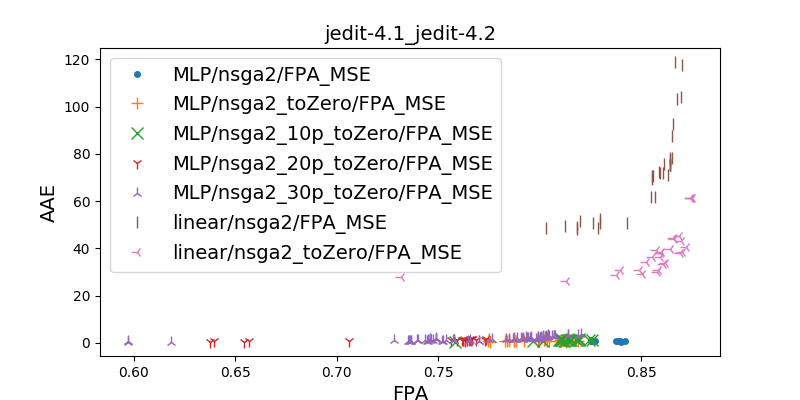 jedit-4.1_jedit-4.2
AAE
120
100
80
60
40
20
0
MLP/nsga2/FPA_MSE
MLP/nsga2_toZero/FPA_MSE
MLP/nsga2_10p_toZero/FPA_MSE
MLP/nsga2_20p_toZero/FPA_MSE
MLP/nsga2_30p_toZero/FPA_MSE
linear/nsga2/FPA_MSE
linear/nsga2_toZero/FPA_MSE
0.60 0.65 0.70 0.75 0.80 0.85
FPA